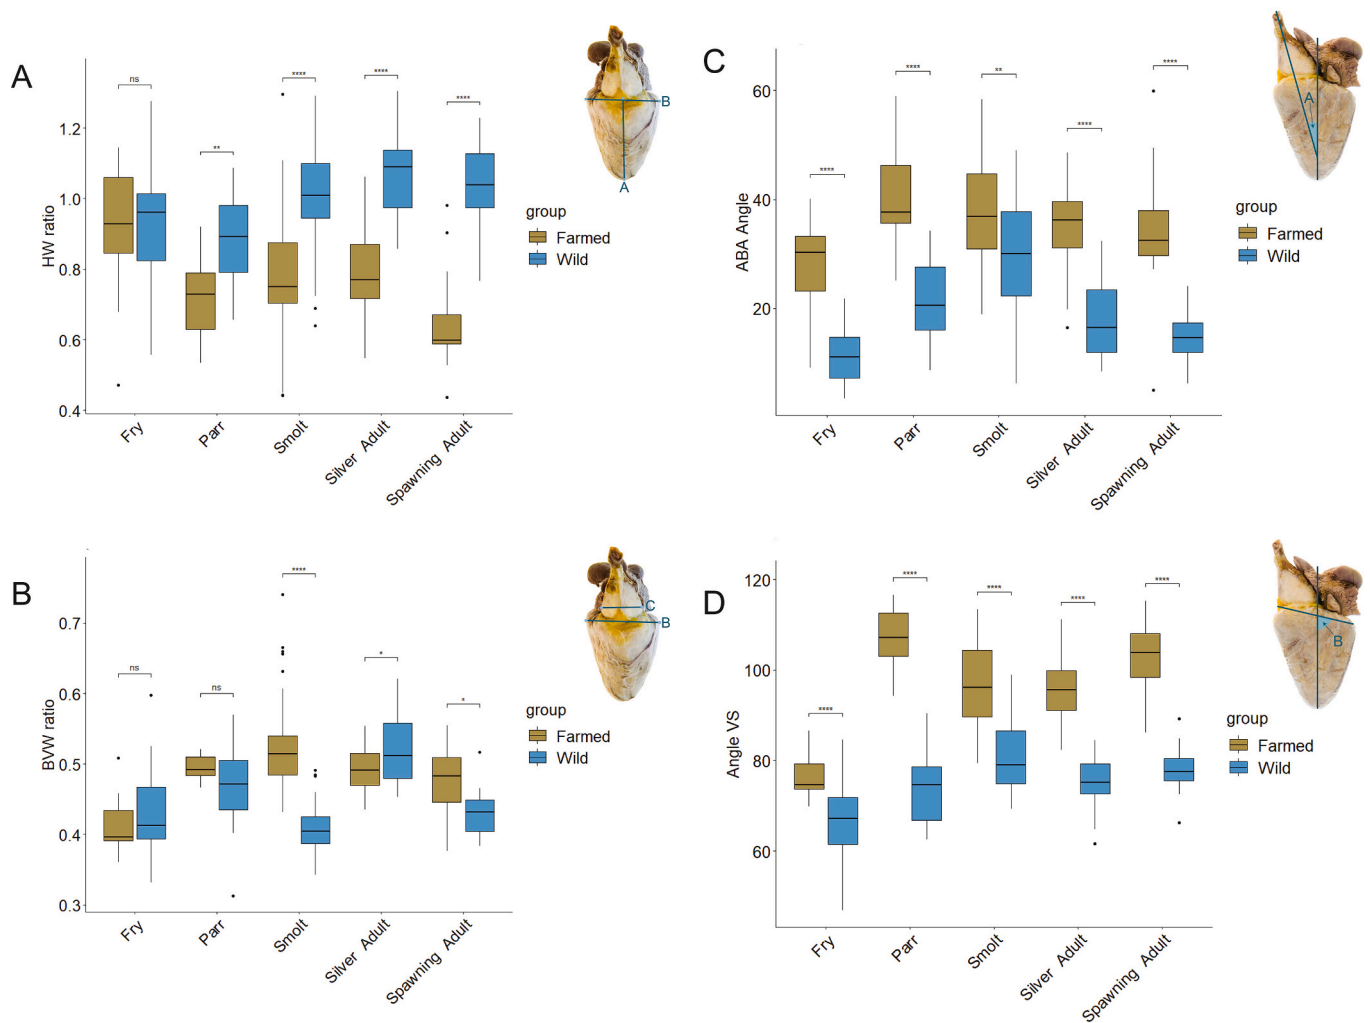 A
HW ratio
1.2
1.0
0.8
0.6
0.4
ns
**
****
****
****
Fry
Parr
Smolt
Silver Adult
Spawning Adult
B
A
group
Farmed
Wild
C
ABA Angle
60
40
20
****
****
**
****
****
Fry
Parr
Smolt
Silver Adult
Spawning Adult
A
group
Farmed
Wild
B
BVW ratio
0.7
0.6
0.5
0.4
0.3
ns
ns
****
*
*
Fry
Parr
Smolt
Silver Adult
Spawning Adult
C
B
group
Farmed
Wild
D
Angle VS
120
100
80
60
****
****
****
****
****
Fry
Parr
Smolt
Silver Adult
Spawning Adult
B
group
Farmed
Wild